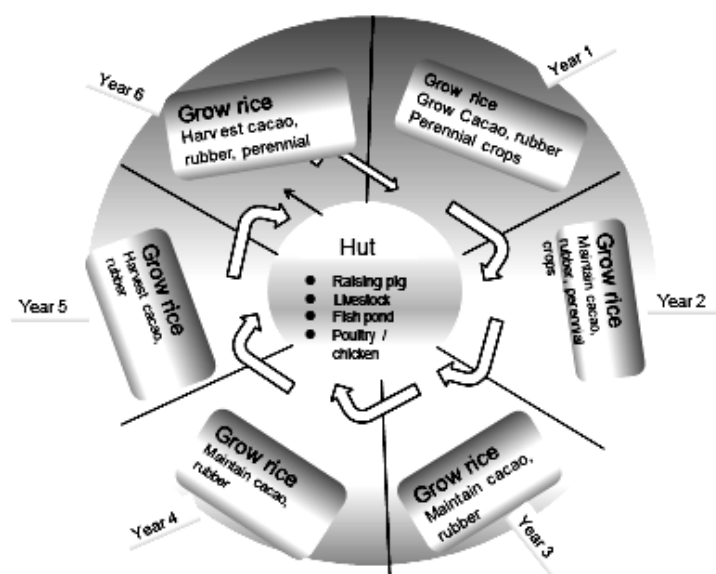 Year 1
Grow rice
Grow Cacao, rubber
Perennial crops
Year 2
Grow rice
Maintain cacao,
rubber, perennial
crops
Year 3
Grow rice
Maintain cacao,
rubber
Year 4
Grow rice
Maintain cacao,
rubber
Year 5
Grow rice
Harvest cacao,
rubber
Year 6
Grow rice
Harvest cacao,
rubber, perennial
Hut
● Raising pig
● Livestock
● Fish pond
● Poultry /
chicken